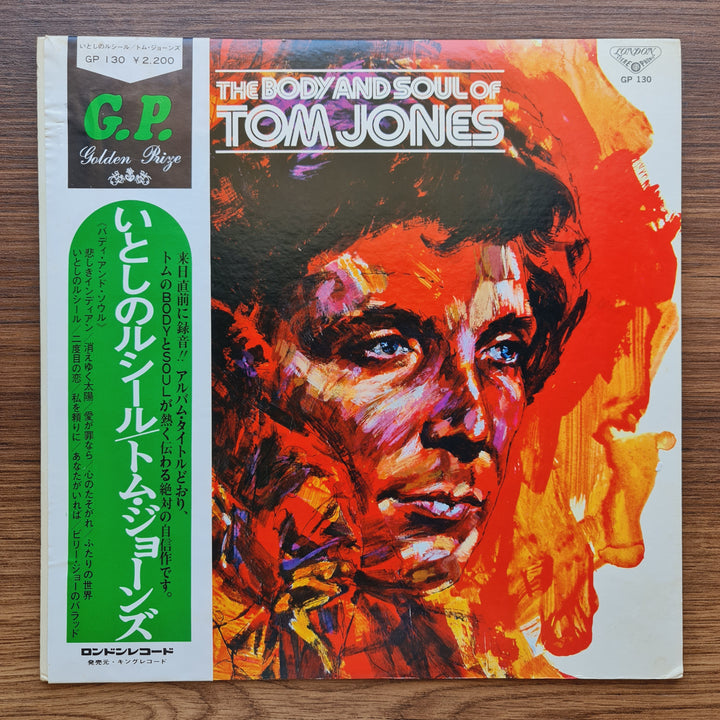 いとしのルシール/トム・ジョーンズ
GP 130 ¥2,200
G.P.
Golden Prize
いとしのルシール/トム・ジョーンズ
〈バディ・アンド・ソウル〉
悲しきインディアン/消えゆく太陽/愛が罪なら/心のたそがれ/ふたりの世界
いとしのルシール/二度目の恋/私を頼りに/あなたがいれば/ビリー・ジョーのバラッド
ロンドンレコード
発売元・キングレコード
THE BODY AND SOUL OF
TOM JONES
LONDON
GP 130
来日直前に録音!! アルバム・タイトルどおり、
トムのBODYとSOULが熱く伝わる絶対の自信作です。